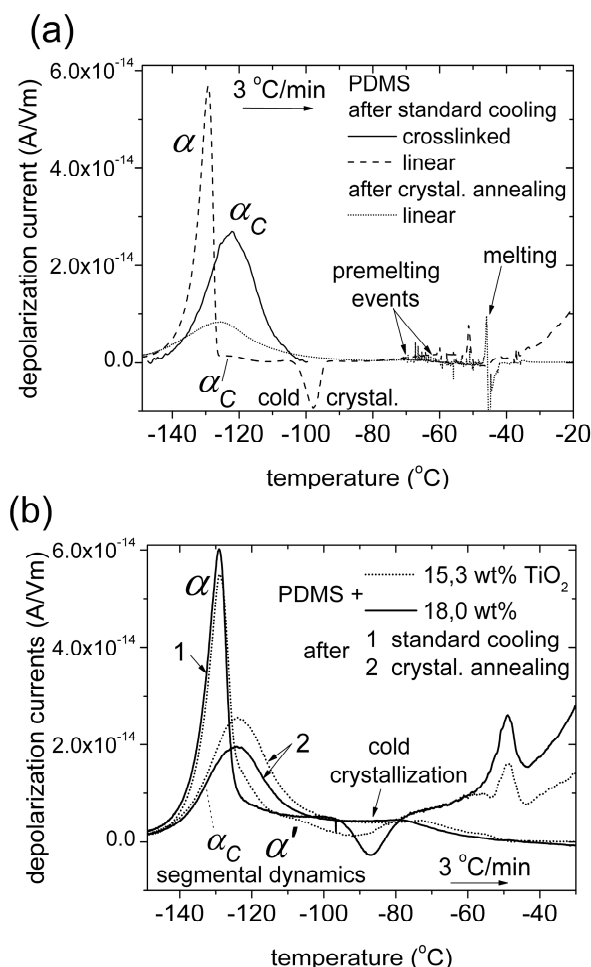 (a)
6.0x10⁻¹⁴
4.0x10⁻¹⁴
2.0x10⁻¹⁴
0.0
depolarization current (A/Vm)
3 °C/min
PDMS
after standard cooling
crosslinked
linear
after crystal. annealing
linear
α
α_C
premelting
events
melting
α_C
cold crystal.
-140 -120 -100 -80 -60 -40 -20
temperature (°C)
(b)
6.0x10⁻¹⁴
4.0x10⁻¹⁴
2.0x10⁻¹⁴
0.0
depolarization currents (A/Vm)
α
1
PDMS +
15,3 wt% TiO₂
18,0 wt%
after
1 standard cooling
2 crystal. annealing
2
cold
crystallization
α_C
α'
segmental dynamics
3 °C/min
-140 -120 -100 -80 -60 -40
temperature (°C)